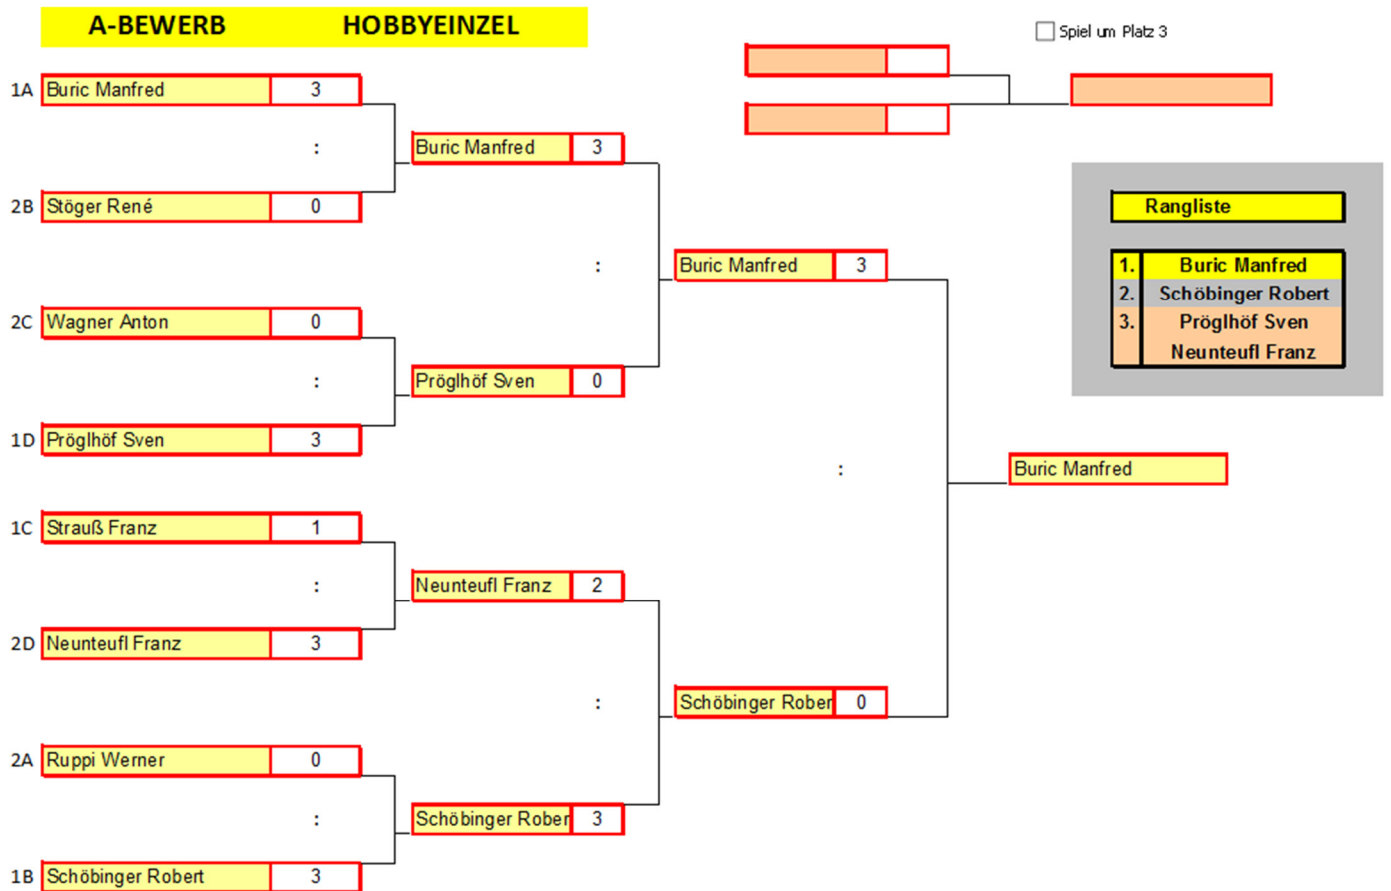 A-BEWERB HOBBYEINZEL
Spiel um Platz 3
1A Buric Manfred 3
:
Buric Manfred 3
2B Stöger René 0
Rangliste
:
Buric Manfred 3
1. Buric Manfred
2. Schöbinger Robert
2C Wagner Anton 0
3. Pröglhöf Sven
Neunteufl Franz
:
Pröglhöf Sven 0
1D Pröglhöf Sven 3
:
Buric Manfred
1C Strauß Franz 1
:
Neunteufl Franz 2
2D Neunteufl Franz 3
:
Schöbinger Rober 0
2A Ruppi Werner 0
:
Schöbinger Rober 3
1B Schöbinger Robert 3